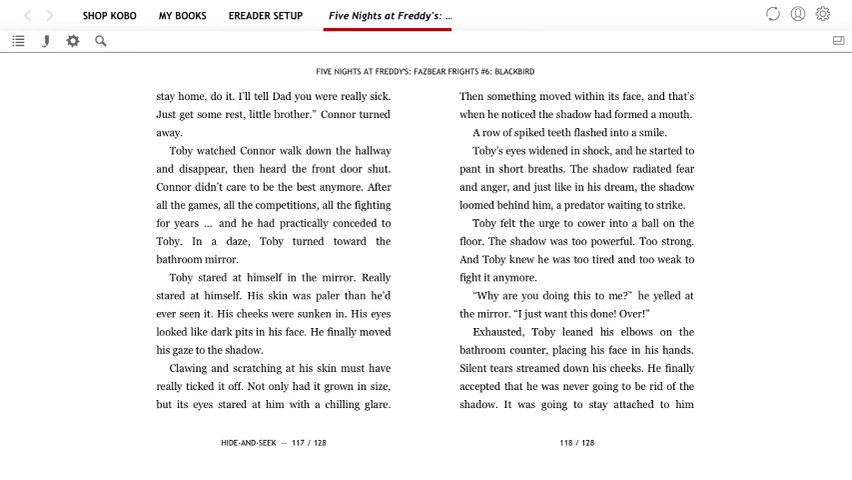 SHOP KOBO
MY BOOKS
EREADER SETUP
Five Nights at Freddy's: ...
FIVE NIGHTS AT FREDDY'S: FAZBEAR FRIGHTS #6: BLACKBIRD
stay home, do it. I'll tell Dad you were really sick.
Just get some rest, little brother." Connor turned
away.
Toby watched Connor walk down the hallway
and disappear, then heard the front door shut.
Connor didn't care to be the best anymore. After
all the games, all the competitions, all the fighting
for years ... and he had practically conceded to
Toby. In a daze, Toby turned toward the
bathroom mirror.
Toby stared at himself in the mirror. Really
stared at himself. His skin was paler than he'd
ever seen it. His cheeks were sunken in. His eyes
looked like dark pits in his face. He finally moved
his gaze to the shadow.
Clawing and scratching at his skin must have
really ticked it off. Not only had it grown in size,
but its eyes stared at him with a chilling glare.
HIDE-AND-SEEK — 117 / 128
Then something moved within its face, and that's
when he noticed the shadow had formed a mouth.
A row of spiked teeth flashed into a smile.
Toby's eyes widened in shock, and he started to
pant in short breaths. The shadow radiated fear
and anger, and just like in his dream, the shadow
loomed behind him, a predator waiting to strike.
Toby felt the urge to cower into a ball on the
floor. The shadow was too powerful. Too strong.
And Toby knew he was too tired and too weak to
fight it anymore.
"Why are you doing this to me?" he yelled at
the mirror. "I just want this done! Over!"
Exhausted, Toby leaned his elbows on the
bathroom counter, placing his face in his hands.
Silent tears streamed down his cheeks. He finally
accepted that he was never going to be rid of the
shadow. It was going to stay attached to him
118 / 128